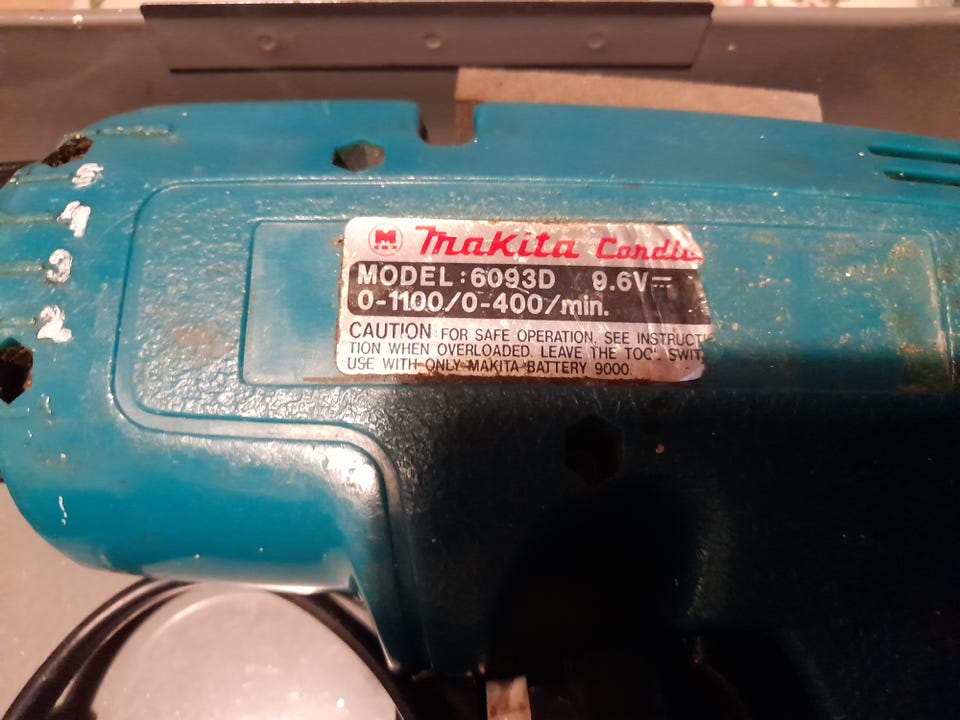 M Makita Cordle
MODEL:6093D 9.6V
0-1100/0-400/min.
CAUTION FOR SAFE OPERATION, SEE INSTRUCTI
TION WHEN OVERLOADED. LEAVE THE TOOL SWIT
USE WITH ONLY MAKITA BATTERY 9000.
5
4
3
2